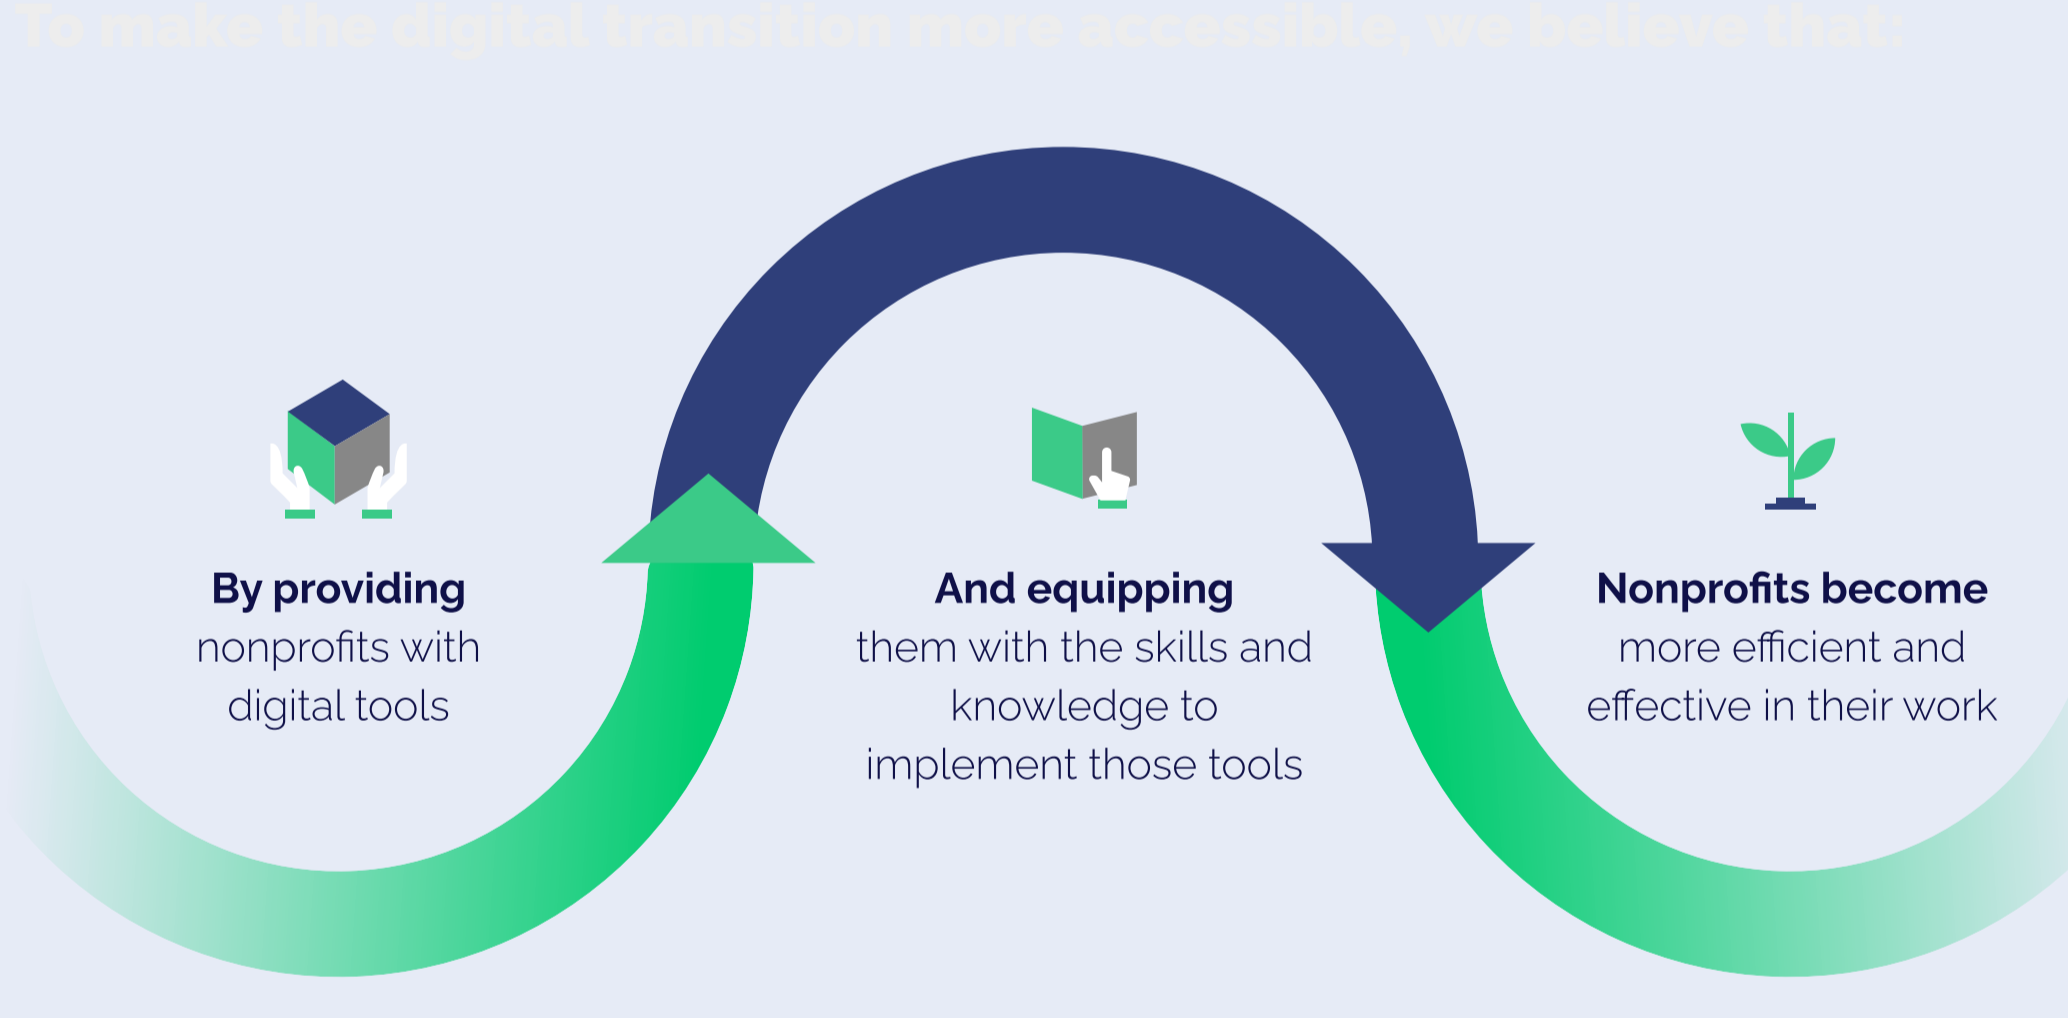 To make the digital transition more accessible, we believe that:
By providing
nonprofits with
digital tools
And equipping
them with the skills and
knowledge to
implement those tools
Nonprofits become
more efficient and
effective in their work